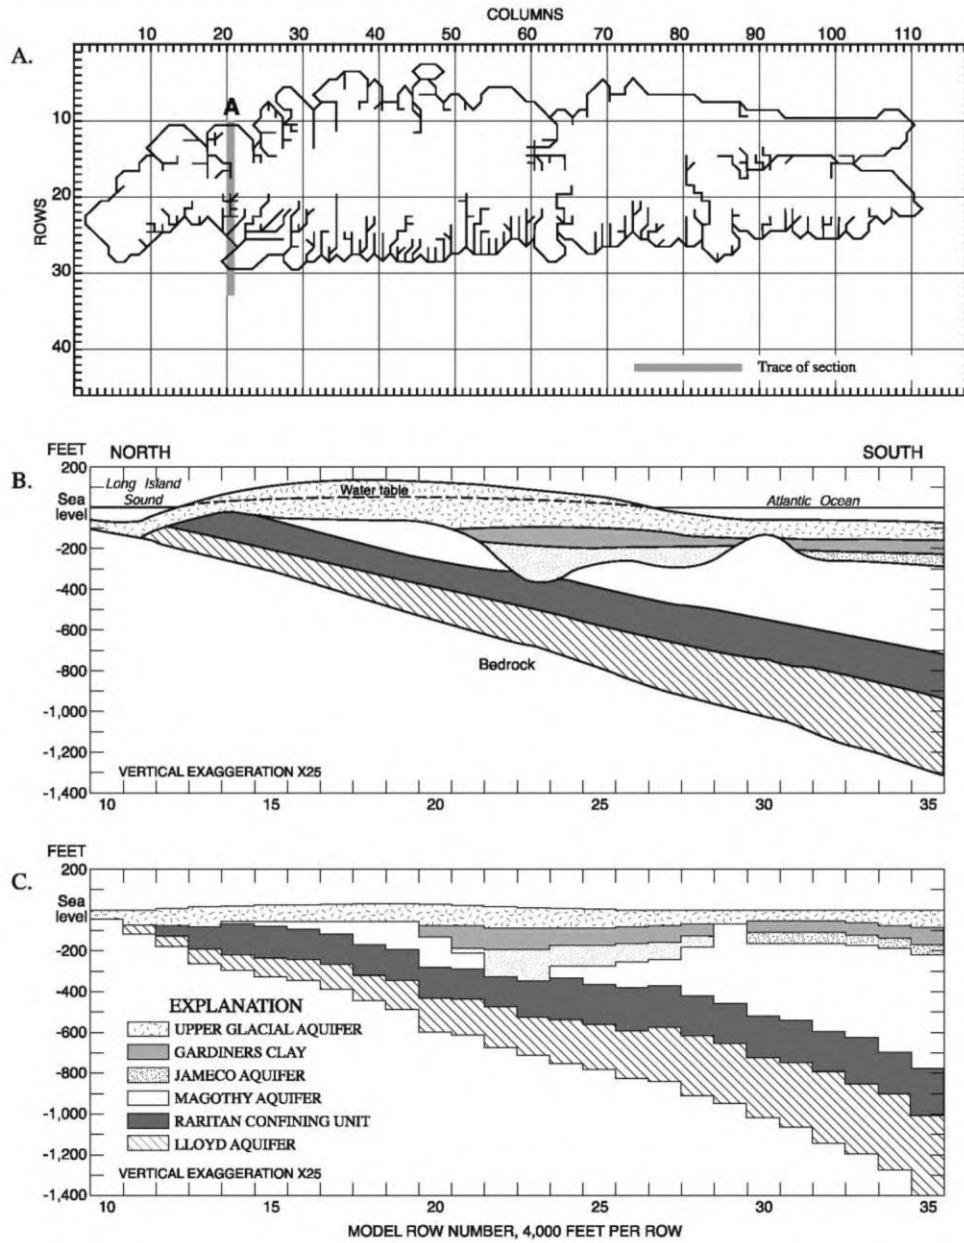 COLUMNS
10 20 30 40 50 60 70 80 90 100 110
A.
A
10
20
30
40
ROWS
Trace of section
FEET
NORTH
SOUTH
B.
200
Long Island
Sound
Water table
Atlantic Ocean
Sea
level
-200
-400
-600
-800
-1,000
-1,200
-1,400
Bedrock
VERTICAL EXAGGERATION X25
10 15 20 25 30 35
FEET
C.
200
Sea
level
-200
-400
-600
-800
-1,000
-1,200
-1,400
EXPLANATION
UPPER GLACIAL AQUIFER
GARDINERS CLAY
JAMECO AQUIFER
MAGOTHY AQUIFER
RARITAN CONFINING UNIT
LLOYD AQUIFER
VERTICAL EXAGGERATION X25
10 15 20 25 30 35
MODEL ROW NUMBER, 4,000 FEET PER ROW